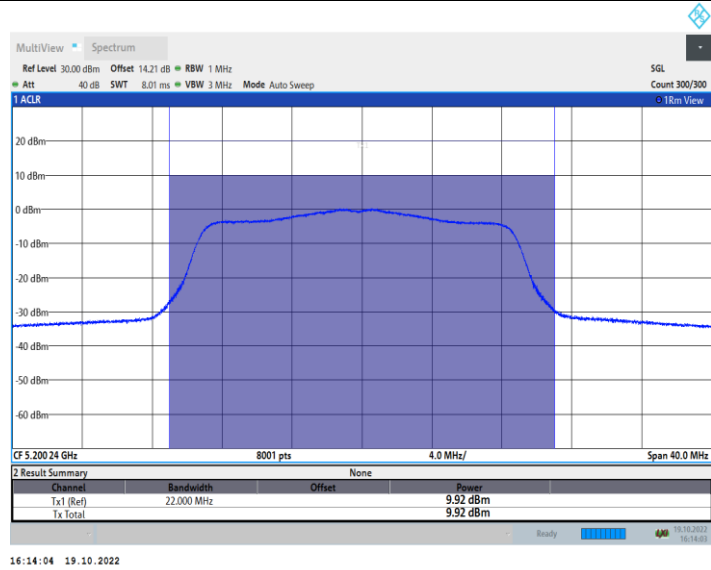 MultiView Spectrum
Ref Level 30.00 dBm Offset 14.21 dB RBW 1 MHz SGL
Att 40 dB SWT 8.01 ms VBW 3 MHz Mode Auto Sweep Count 300/300
1 ACLR 1Rm View
20 dBm
10 dBm
0 dBm
-10 dBm
-20 dBm
-30 dBm
-40 dBm
-50 dBm
-60 dBm
CF 5.200 24 GHz 8001 pts 4.0 MHz/ Span 40.0 MHz
2 Result Summary None
Channel Bandwidth Offset Power
Tx1 (Ref) 22.000 MHz 9.92 dBm
Tx Total 9.92 dBm
Ready 19.10.2022
16:14:03
16:14:04 19.10.2022